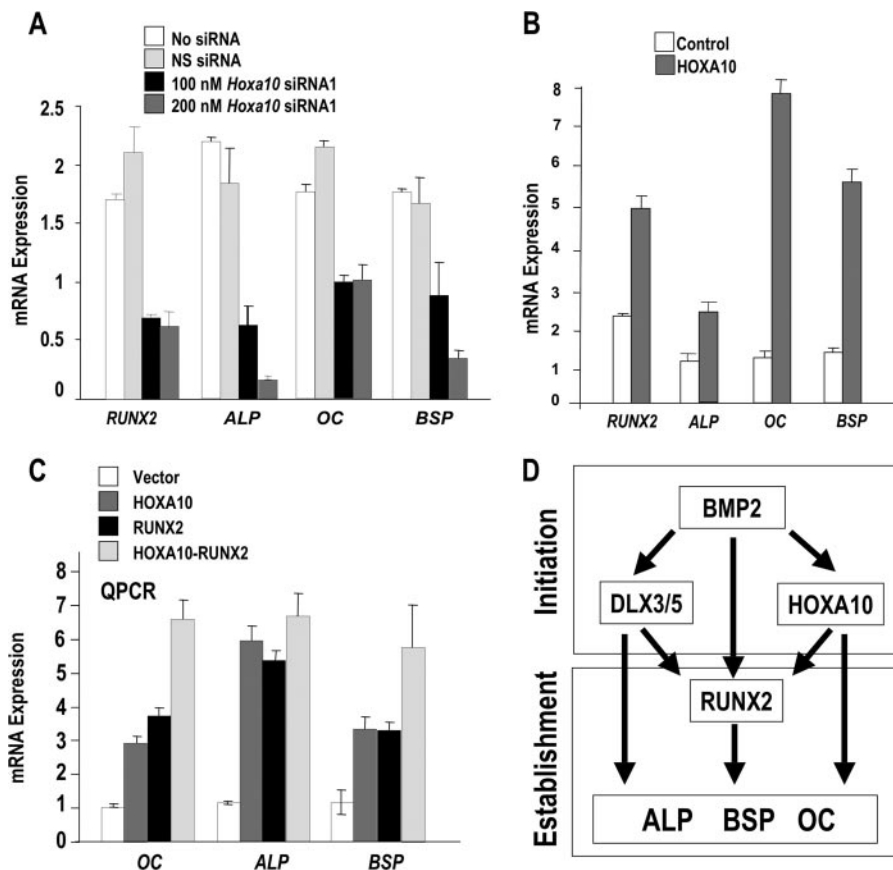 A
No siRNA
NS siRNA
100 nM Hoxa10 siRNA1
200 nM Hoxa10 siRNA1
mRNA Expression
2.5
2
1.5
1
0.5
0
RUNX2 ALP OC BSP
B
Control
HOXA10
mRNA Expression
8
7
6
5
4
3
2
1
0
RUNX2 ALP OC BSP
C
Vector
HOXA10
RUNX2
HOXA10-RUNX2
QPCR
mRNA Expression
8
7
6
5
4
3
2
1
0
OC ALP BSP
D
Initiation
BMP2
DLX3/5 HOXA10
Establishment
RUNX2
ALP BSP OC